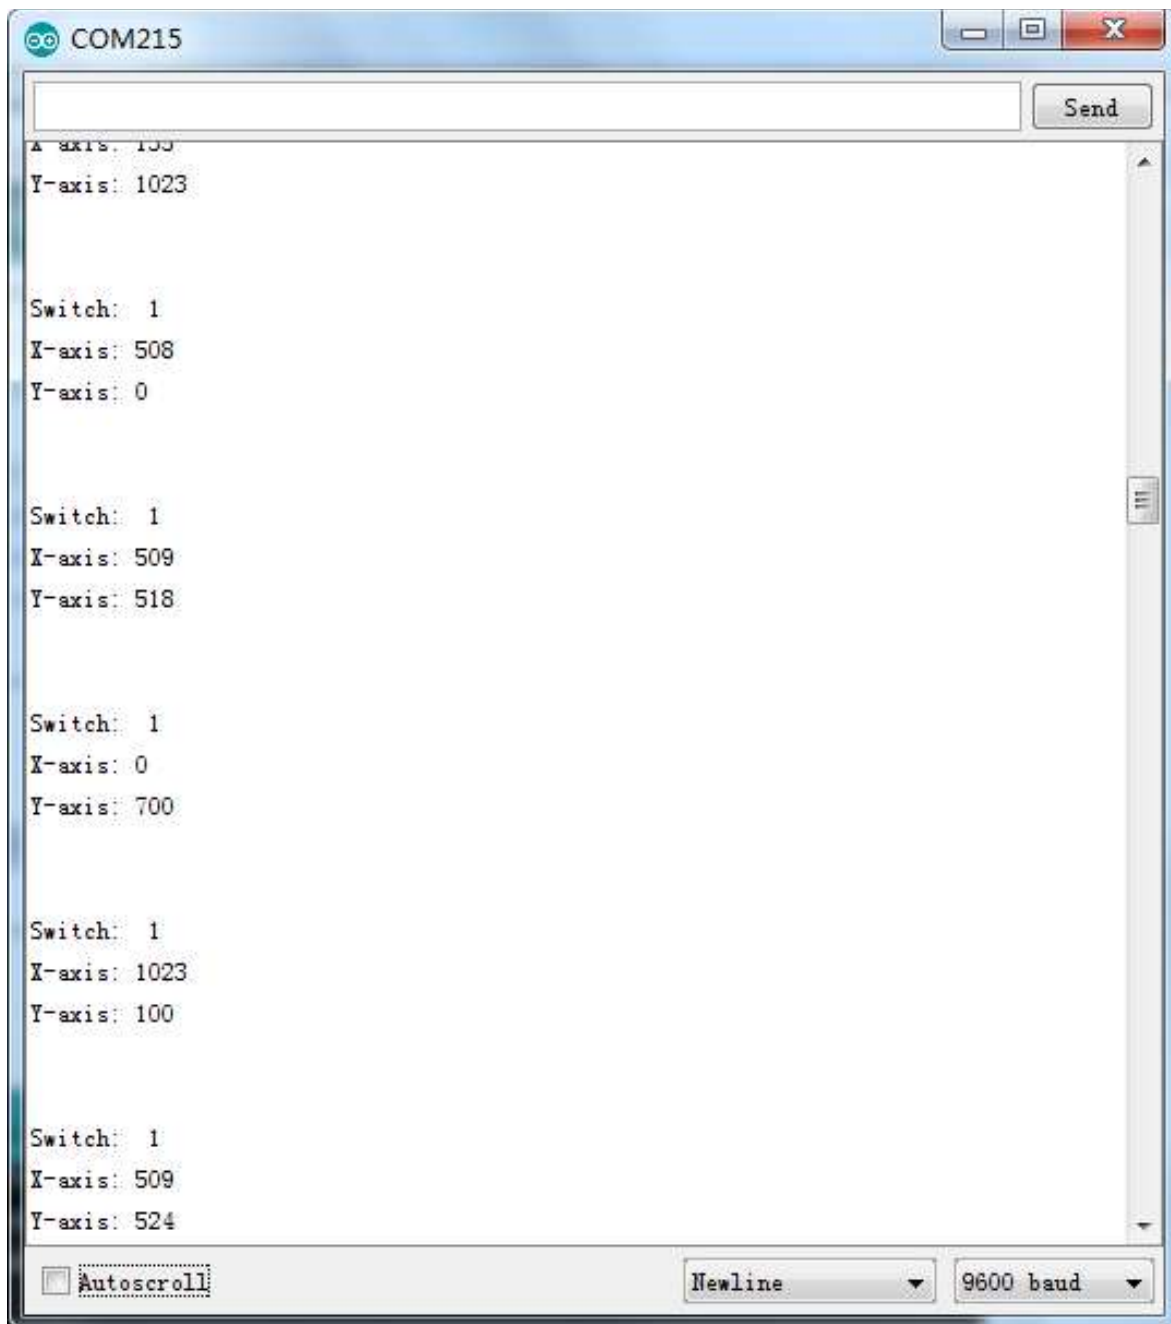 COM215
Send
Y-axis: 1023
Switch: 1
X-axis: 508
Y-axis: 0
Switch: 1
X-axis: 509
Y-axis: 518
Switch: 1
X-axis: 0
Y-axis: 700
Switch: 1
X-axis: 1023
Y-axis: 100
Switch: 1
X-axis: 509
Y-axis: 524
Autoscroll
Newline
9600 baud